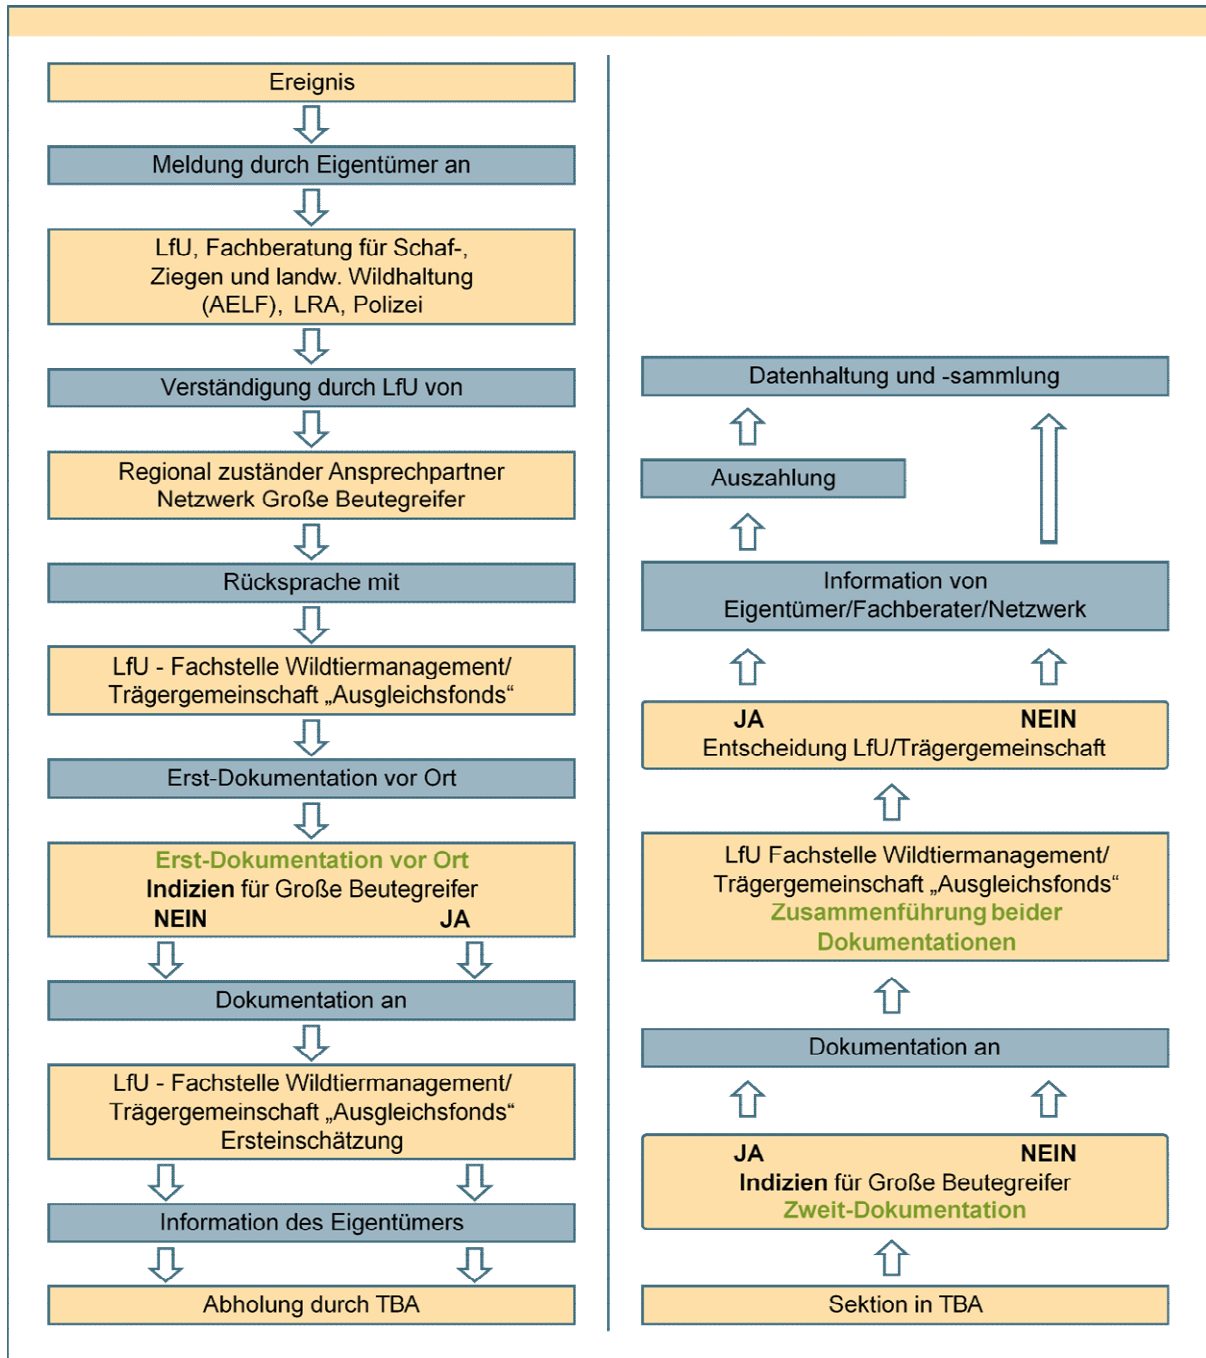 Ereignis
Meldung durch Eigentümer an
LfU, Fachberatung für Schaf-,
Ziegen und landw. Wildhaltung
(AELF), LRA, Polizei
Verständigung durch LfU von
Regional zuständer Ansprechpartner
Netzwerk Große Beutegreifer
Rücksprache mit
LfU - Fachstelle Wildtiermanagement/
Trägergemeinschaft „Ausgleichsfonds“
Erst-Dokumentation vor Ort
Erst-Dokumentation vor Ort
Indizien für Große Beutegreifer
NEIN JA
Dokumentation an
LfU - Fachstelle Wildtiermanagement/
Trägergemeinschaft „Ausgleichsfonds“
Ersteinschätzung
Information des Eigentümers
Abholung durch TBA
Datenhaltung und -sammlung
Auszahlung
Information von
Eigentümer/Fachberater/Netzwerk
JA NEIN
Entscheidung LfU/Trägergemeinschaft
LfU Fachstelle Wildtiermanagement/
Trägergemeinschaft „Ausgleichsfonds“
Zusammenführung beider
Dokumentationen
Dokumentation an
JA NEIN
Indizien für Große Beutegreifer
Zweit-Dokumentation
Sektion in TBA